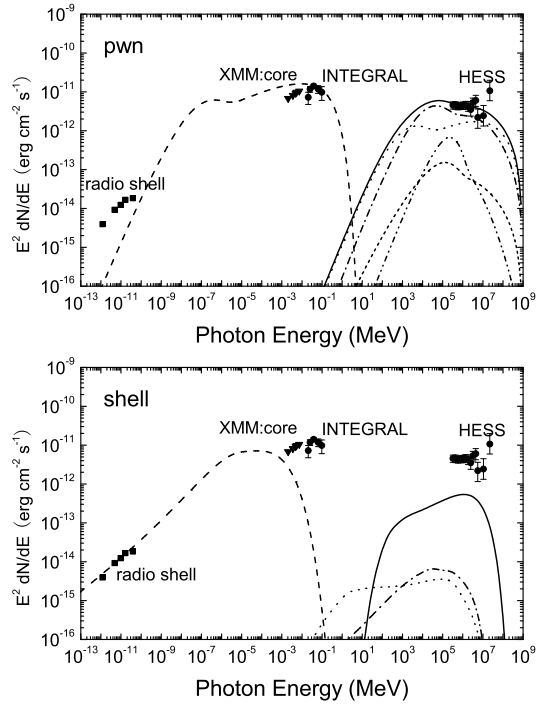 10^-9
pwn
10^-10
XMM:core INTEGRAL HESS
10^-11
10^-12
10^-13
radio shell
10^-14
10^-15
10^-16
E^2 dN/dE (erg cm^-2 s^-1)
10^-13 10^-11 10^-9 10^-7 10^-5 10^-3 10^-1 10^1 10^3 10^5 10^7 10^9
Photon Energy (MeV)
10^-9
shell
10^-10
XMM:core INTEGRAL HESS
10^-11
10^-12
10^-13
10^-14
radio shell
10^-15
10^-16
E^2 dN/dE (erg cm^-2 s^-1)
10^-13 10^-11 10^-9 10^-7 10^-5 10^-3 10^-1 10^1 10^3 10^5 10^7 10^9
Photon Energy (MeV)